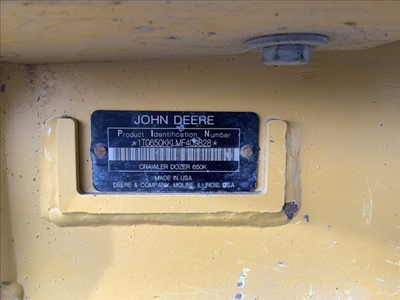 JOHN DEERE
Product Identification Number
CRAWLER DOZER 650K
MADE IN USA
DEERE & COMPANY, MOLINE, ILLINOIS, USA